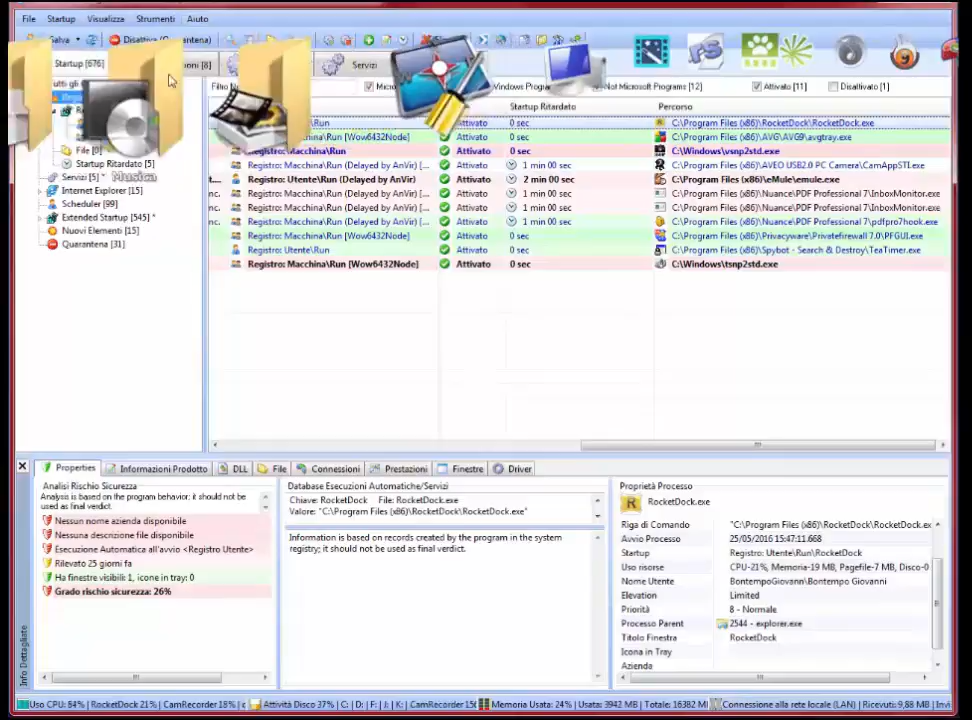 File Startup Visualizza Strumenti Aiuto
Salva Disattiva (Quarantena)
Startup [676] oni [8] Servizi
Filtro No Micro Windows Progra Not Microsoft Programs [12] Attivato [11] Disattivato [1]
utti gli
File [0]
Startup Ritardato [5]
Servizi [5] *
Musica
Internet Explorer [15]
Scheduler [99]
Extended Startup [545] *
Nuovi Elementi [15]
Quarantena [31]
Startup Ritardato Percorso
\Run Attivato 0 sec C:\Program Files (x86)\RocketDock\RocketDock.exe
Registro: Macchina\Run [Wow6432Node] Attivato 0 sec C:\Program Files (x86)\AVG\AVG9\avgtray.exe
Registro: Macchina\Run Attivato 0 sec C:\Windows\vsnp2std.exe
Registro: Macchina\Run (Delayed by AnVir) [... Attivato 1 min 00 sec C:\Program Files (x86)\AVEO USB2.0 PC Camera\CamAppSTI.exe
t.... Registro: Utente\Run (Delayed by AnVir) Attivato 2 min 00 sec C:\Program Files (x86)\eMule\emule.exe
nc. Registro: Macchina\Run (Delayed by AnVir) [... Attivato 1 min 00 sec C:\Program Files (x86)\Nuance\PDF Professional 7\InboxMonitor.exe
nc. Registro: Macchina\Run (Delayed by AnVir) [... Attivato 1 min 00 sec C:\Program Files (x86)\Nuance\PDF Professional 7\pdfpro7hook.exe
Registro: Macchina\Run [Wow6432Node] Attivato 0 sec C:\Program Files (x86)\Privacyware\Privatefirewall 7.0\PFGUI.exe
Registro: Utente\Run Attivato 0 sec C:\Program Files (x86)\Spybot - Search & Destroy\TeaTimer.exe
Registro: Macchina\Run [Wow6432Node] Attivato 0 sec C:\Windows\tsnp2std.exe
Properties Informazioni Prodotto DLL File Connessioni Prestazioni Finestre Driver
Analisi Rischio Sicurezza
Analysis is based on the program behavior: it should not be
used as final verdict.
Nessun nome azienda disponibile
Nessuna descrizione file disponibile
Esecuzione Automatica all'avvio <Registro Utente>
Rilevato 25 giorni fa
Ha finestre visibili: 1, icone in tray: 0
Grado rischio sicurezza: 26%
Database Esecuzioni Automatiche/Servizi
Chiave: RocketDock File: RocketDock.exe
Valore: "C:\Program Files (x86)\RocketDock\RocketDock.exe"
Information is based on records created by the program in the system
registry; it should not be used as final verdict.
Proprietà Processo
RocketDock.exe
Riga di Comando "C:\Program Files (x86)\RocketDock\RocketDock.ex
Avvio Processo 25/05/2016 15:47:11.668
Startup Registro: Utente\Run\RocketDock
Uso risorse CPU-21%, Memoria-19 MB, Pagefile-7 MB, Disco-0
Nome Utente BontempoGiovann\Bontempo Giovanni
Elevation Limited
Priorità 8 - Normale
Processo Parent 2544 - explorer.exe
Titolo Finestra RocketDock
Icona in Tray
Azienda
Info Dettagliate
Uso CPU: 84% | RocketDock 21% | CamRecorder 18% | Attività Disco 37% | C: | D: | F: | J: | K: | CamRecorder 15 Memoria Usata: 24% | Usata: 3942 MB | Totale: 16382 M Connessione alla rete locale (LAN) | Ricevuti; 9,88 MB | Invi